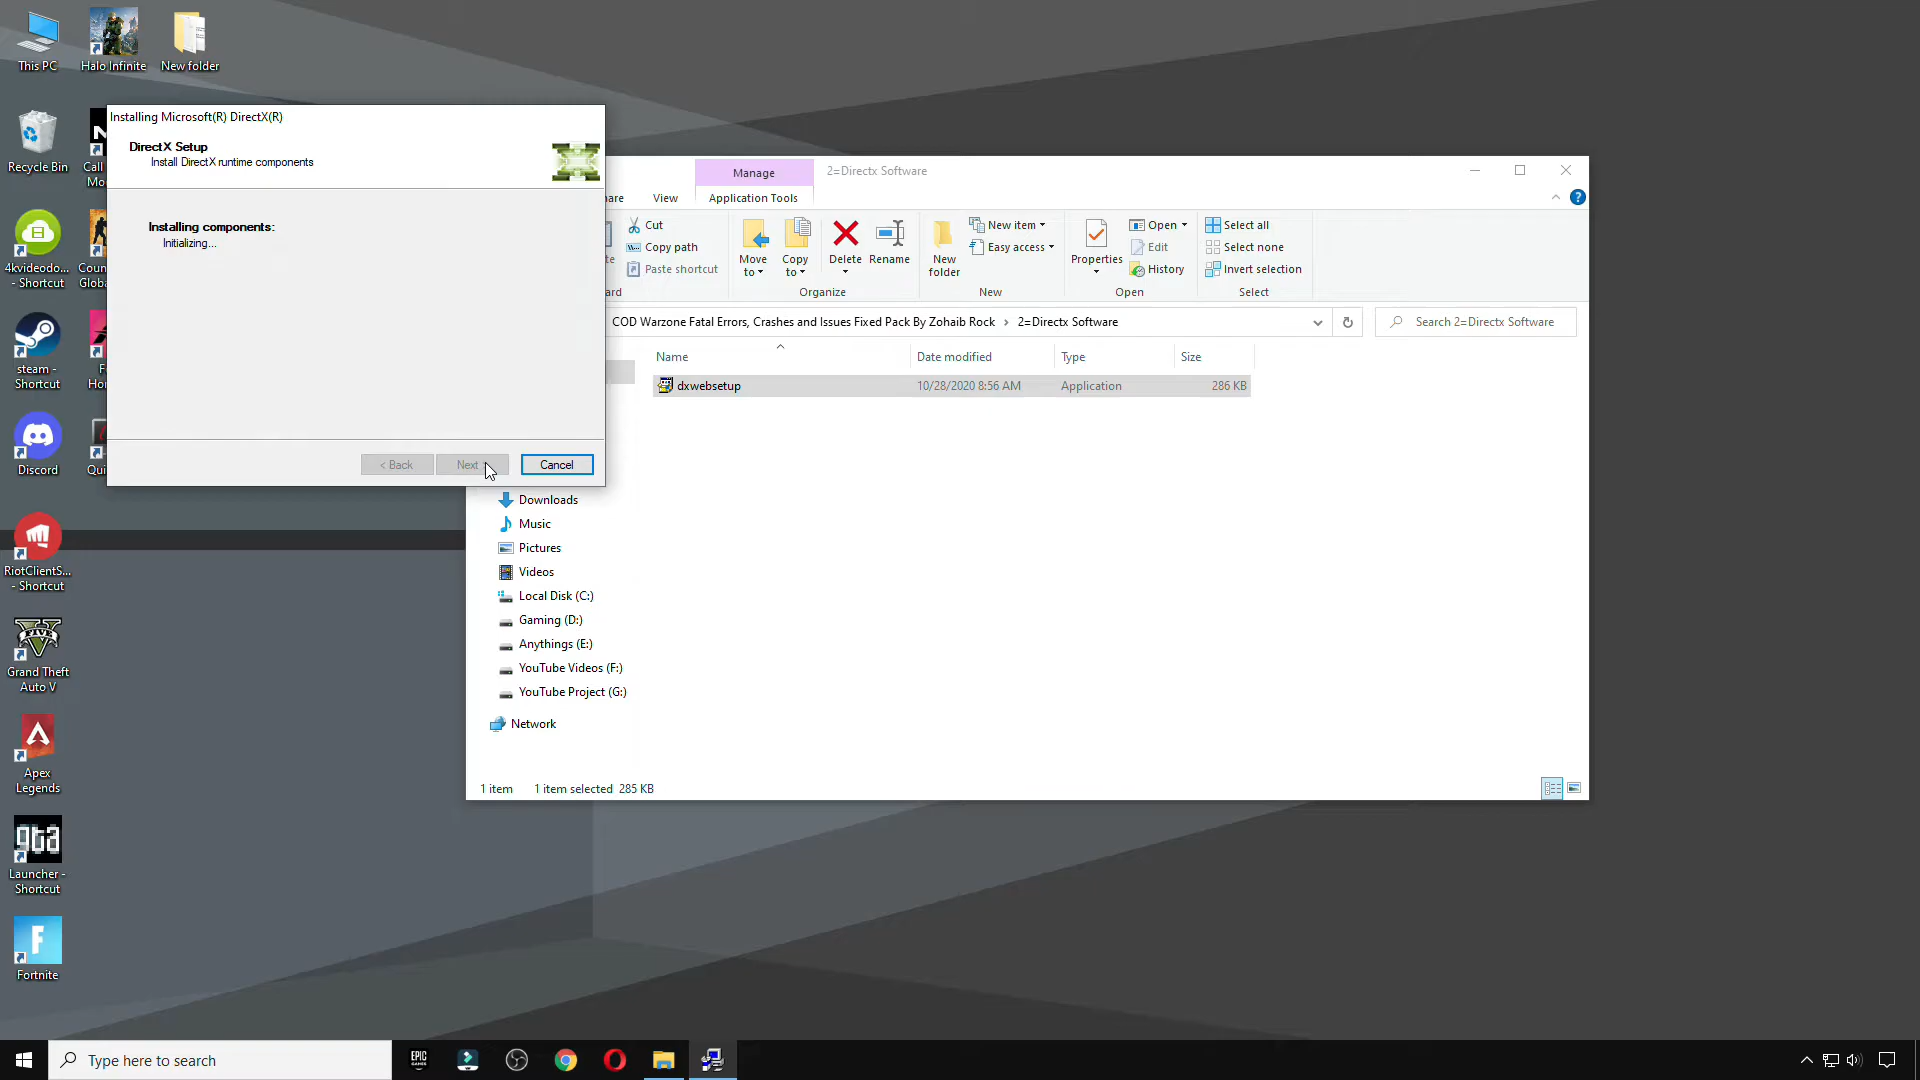 This PC
Halo Infinite
New folder
Recycle Bin
Call
Mo
4kvideodo...
- Shortcut
Coun
Globa
steam -
Shortcut
Fo
Hor
Discord
Qui
RiotClientS...
- Shortcut
Grand Theft
Auto V
FIVE
Apex
Legends
gta
Launcher -
Shortcut
Fortnite
Installing Microsoft(R) DirectX(R)
DirectX Setup
Install DirectX runtime components
Installing components:
Initializing...
< Back
Next
Cancel
Manage
2=Directx Software
are
View
Application Tools
Cut
Copy path
te
Paste shortcut
ard
Move
to
Copy
to
Delete
Rename
Organize
New
folder
New item
Easy access
New
Properties
Open
Edit
History
Open
Select all
Select none
Invert selection
Select
COD Warzone Fatal Errors, Crashes and Issues Fixed Pack By Zohaib Rock > 2=Directx Software
Search 2=Directx Software
Name
Date modified
Type
Size
dxwebsetup
10/28/2020 8:56 AM
Application
286 KB
Downloads
Music
Pictures
Videos
Local Disk (C:)
Gaming (D:)
Anythings (E:)
YouTube Videos (F:)
YouTube Project (G:)
Network
1 item
1 item selected 285 KB
Type here to search
EPIC
GAMES